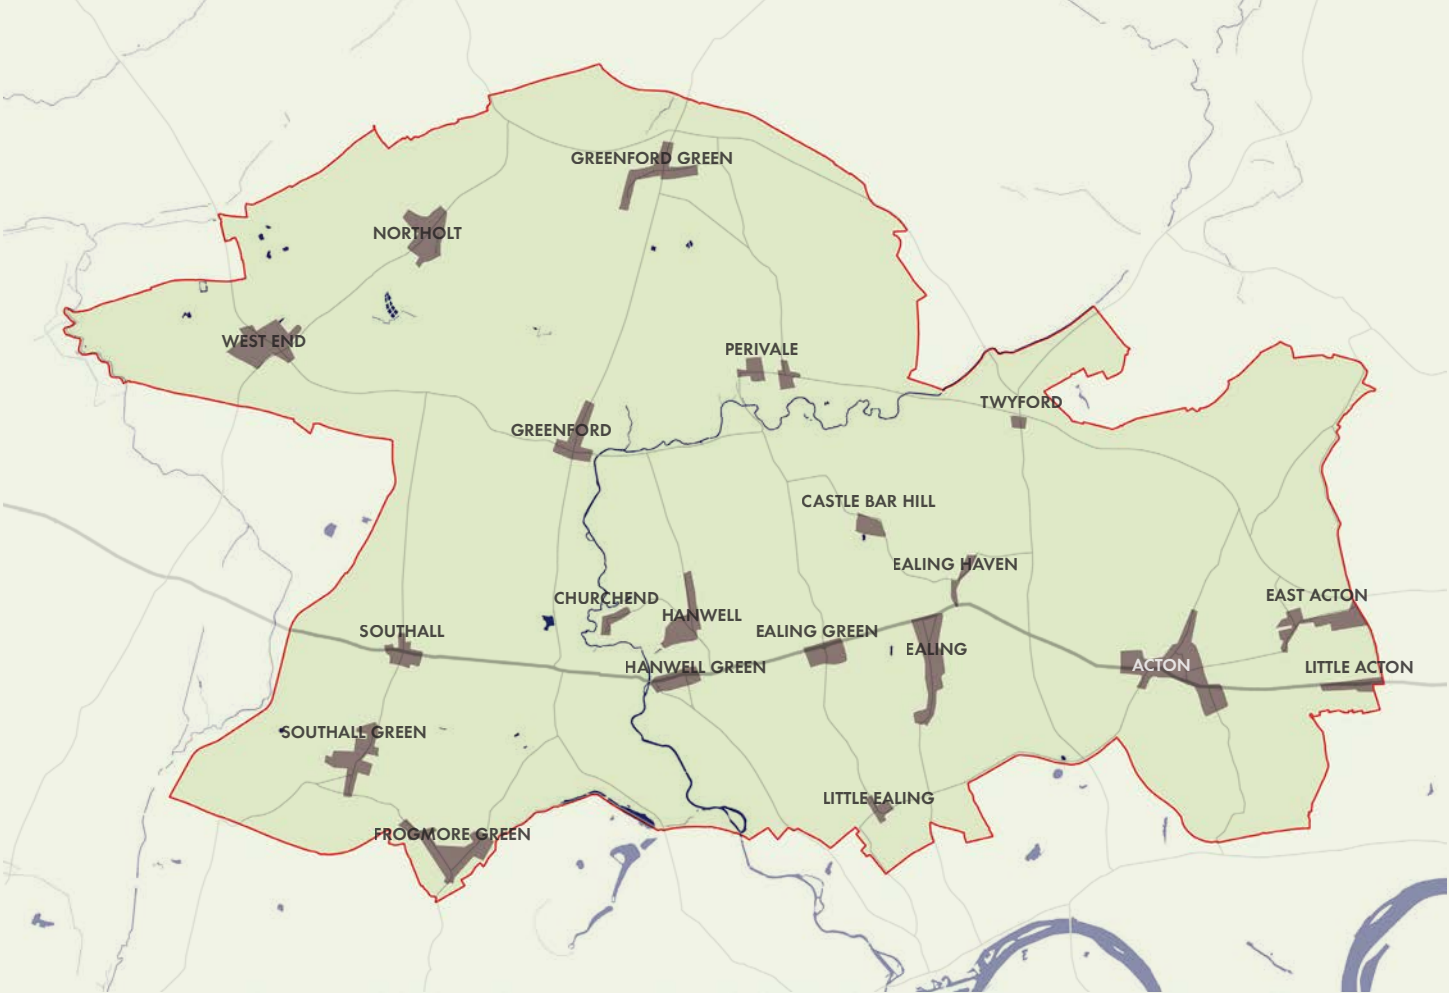 GREENFORD GREEN
NORTHOLT
WEST END
PERIVALE
TWYFORD
GREENFORD
CASTLE BAR HILL
EALING HAVEN
CHURCHEND
EAST ACTON
HANWELL
SOUTHALL
EALING GREEN
EALING
HANWELL GREEN
ACTON
LITTLE ACTON
SOUTHALL GREEN
LITTLE EALING
FROGMORE GREEN